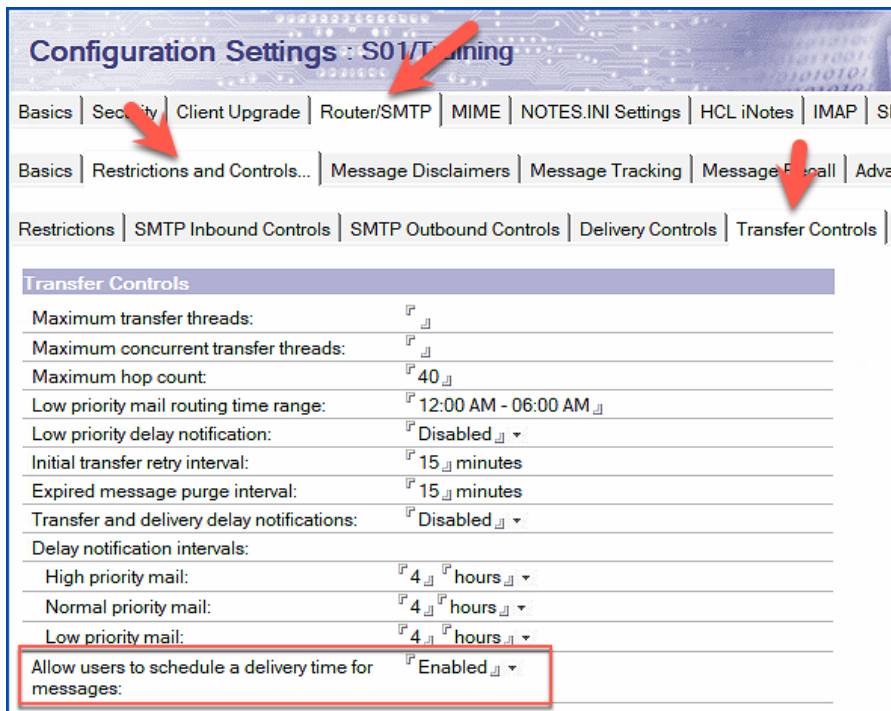 Configuration Settings : S01/Training
Basics Security Client Upgrade Router/SMTP MIME NOTES.INI Settings HCL iNotes IMAP
Basics Restrictions and Controls... Message Disclaimers Message Tracking Message Recall
Restrictions SMTP Inbound Controls SMTP Outbound Controls Delivery Controls Transfer Controls
Transfer Controls
Maximum transfer threads:
Maximum concurrent transfer threads:
Maximum hop count: 40
Low priority mail routing time range: 12:00 AM - 06:00 AM
Low priority delay notification: Disabled
Initial transfer retry interval: 15 minutes
Expired message purge interval: 15 minutes
Transfer and delivery delay notifications: Disabled
Delay notification intervals:
High priority mail: 4 hours
Normal priority mail: 4 hours
Low priority mail: 4 hours
Allow users to schedule a delivery time for Enabled
messages: